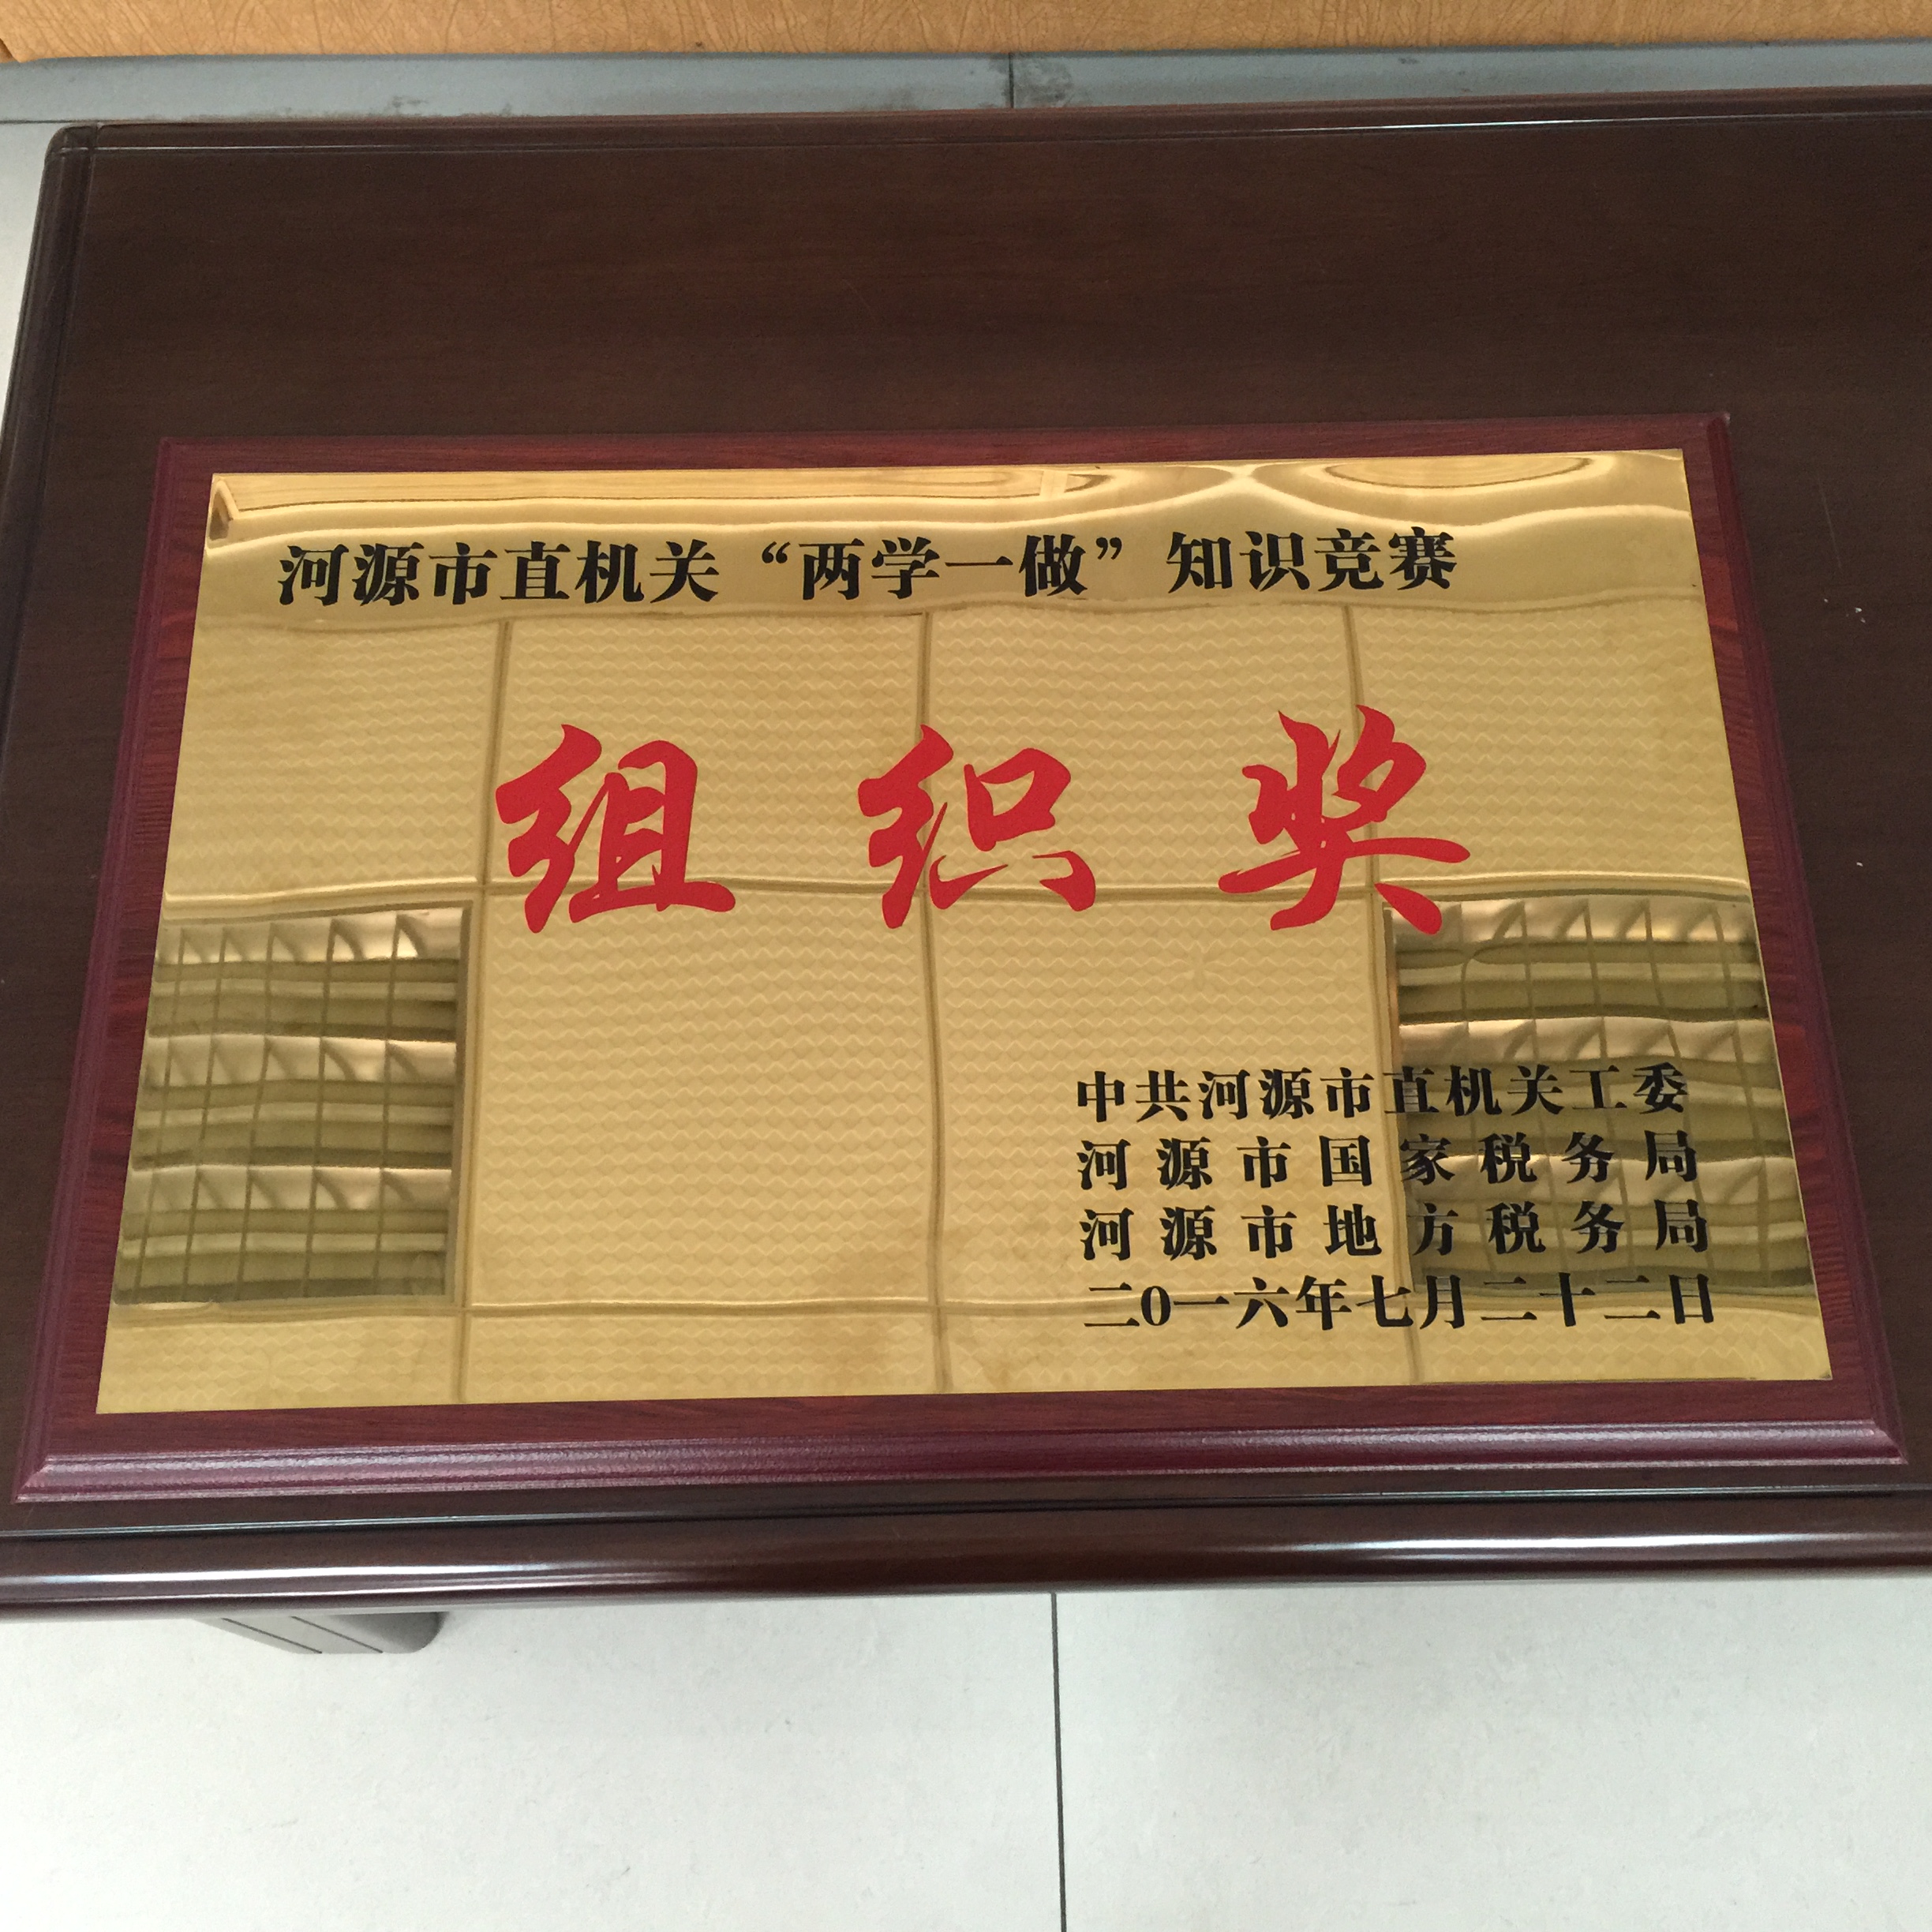 河源市直机关“两学一做”知识竞赛
组织奖
中共河源市直机关工委
河源市国家税务局
河源市地方税务局
二0一六年七月二十二日